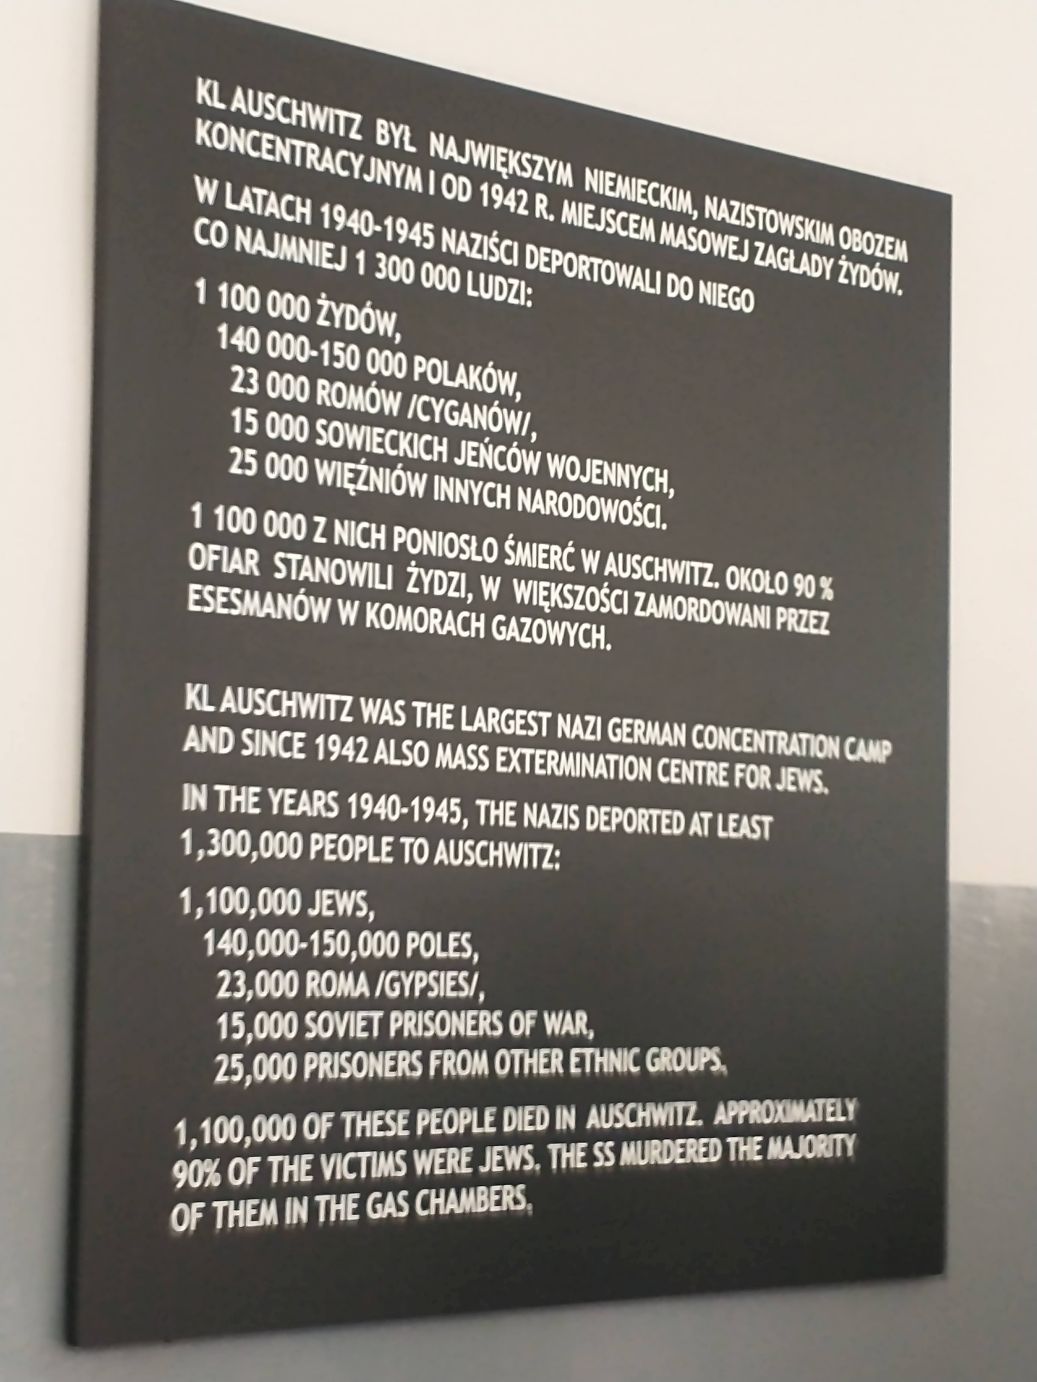 KL AUSCHWITZ BYŁ NAJWIĘKSZYM NIEMIECKIM, NAZISTOWSKIM OBOZEM
KONCENTRACYJNYM I OD 1942 R. MIEJSCEM MASOWEJ ZAGŁADY ŻYDÓW.
W LATACH 1940-1945 NAZIŚCI DEPORTOWALI DO NIEGO
CO NAJMNIEJ 1 300 000 LUDZI:
1 100 000 ŻYDÓW,
140 000-150 000 POLAKÓW,
23 000 ROMÓW /CYGANÓW/,
15 000 SOWIECKICH JEŃCÓW WOJENNYCH,
25 000 WIĘŹNIÓW INNYCH NARODOWOŚCI.
1 100 000 Z NICH PONIOSŁO ŚMIERĆ W AUSCHWITZ. OKOŁO 90 %
OFIAR STANOWILI ŻYDZI, W WIĘKSZOŚCI ZAMORDOWANI PRZEZ
ESESMANÓW W KOMORACH GAZOWYCH.
KL AUSCHWITZ WAS THE LARGEST NAZI GERMAN CONCENTRATION CAMP
AND SINCE 1942 ALSO MASS EXTERMINATION CENTRE FOR JEWS.
IN THE YEARS 1940-1945, THE NAZIS DEPORTED AT LEAST
1,300,000 PEOPLE TO AUSCHWITZ:
1,100,000 JEWS,
140,000-150,000 POLES,
23,000 ROMA /GYPSIES/,
15,000 SOVIET PRISONERS OF WAR,
25,000 PRISONERS FROM OTHER ETHNIC GROUPS.
1,100,000 OF THESE PEOPLE DIED IN AUSCHWITZ. APPROXIMATELY
90% OF THE VICTIMS WERE JEWS. THE SS MURDERED THE MAJORITY
OF THEM IN THE GAS CHAMBERS.